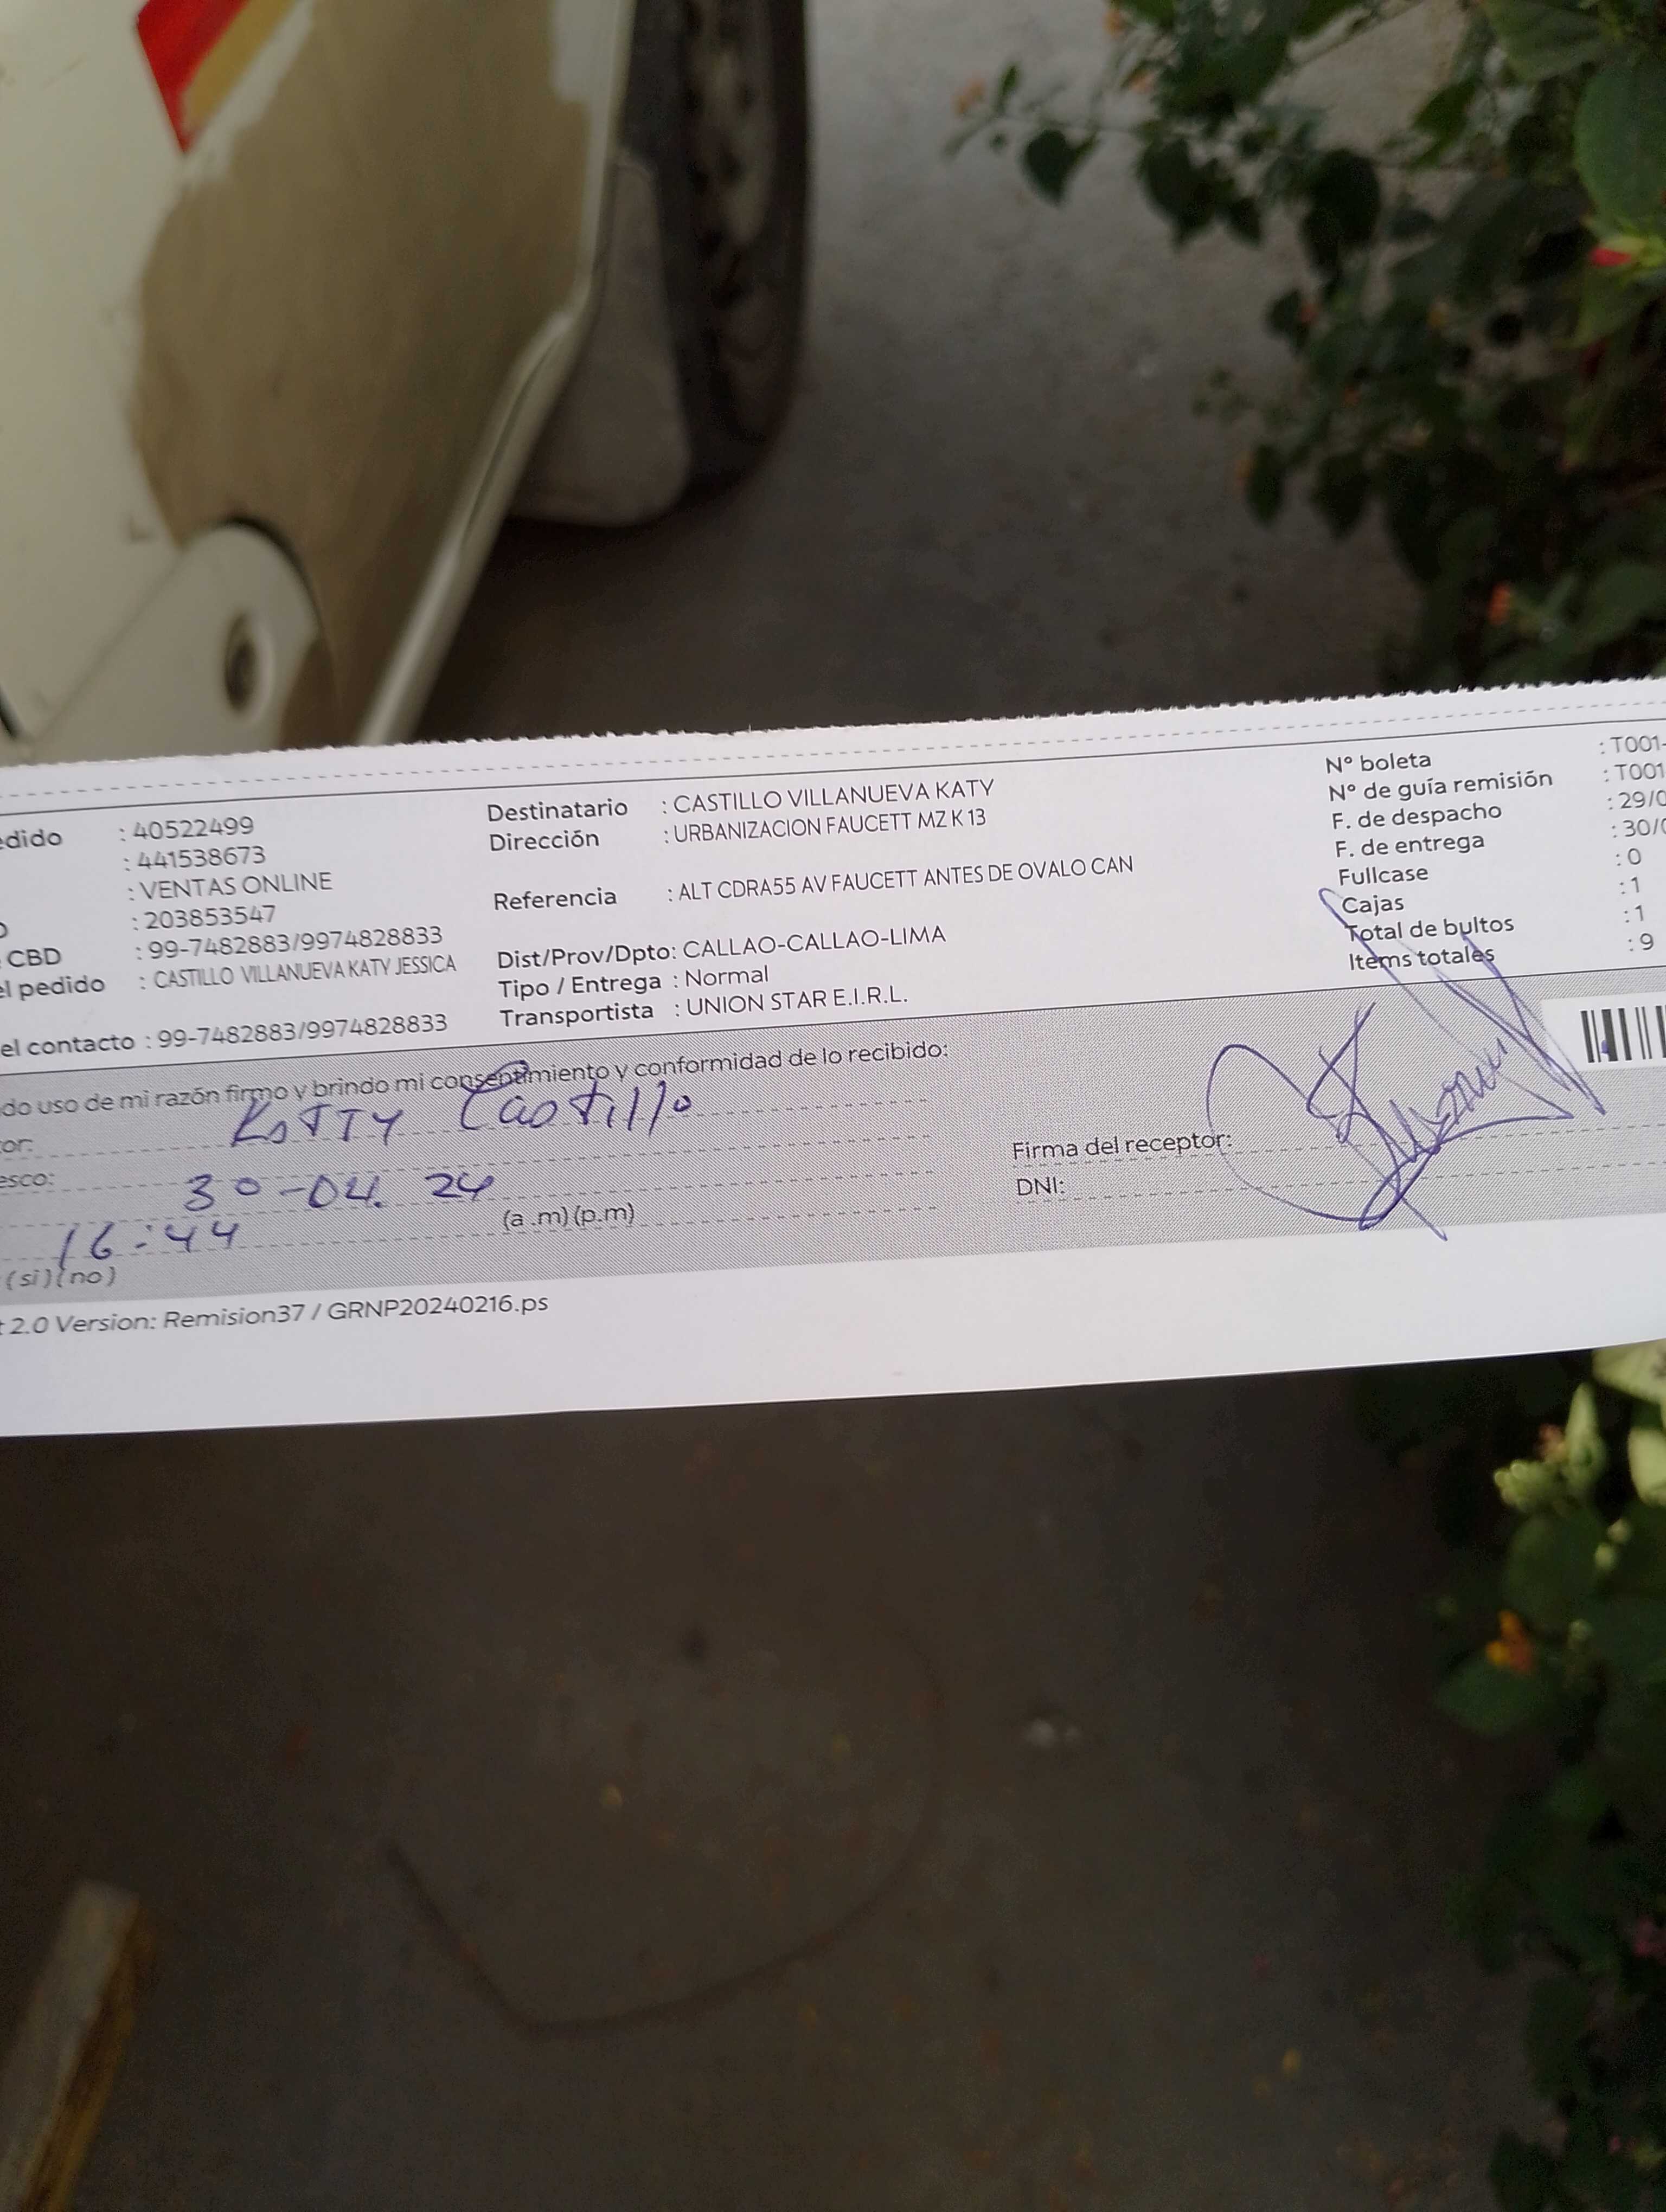 edido : 40522499
: 441538673
: VENTAS ONLINE
: 203853547
CBD : 99-7482883/9974828833
el pedido : CASTILLO VILLANUEVA KATY JESSICA
el contacto : 99-7482883/9974828833
Destinatario : CASTILLO VILLANUEVA KATY
Dirección : URBANIZACION FAUCETT MZ K 13
Referencia : ALT CDRA55 AV FAUCETT ANTES DE OVALO CAN
Dist/Prov/Dpto: CALLAO-CALLAO-LIMA
Tipo / Entrega : Normal
Transportista : UNION STAR E.I.R.L.
Nº boleta : T001-
Nº de guía remisión : T001
F. de despacho : 29/0
F. de entrega : 30/0
Fullcase : 0
Cajas : 1
Total de bultos : 1
Items totales : 9
do uso de mi razón firmo y brindo mi consentimiento y conformidad de lo recibido:
or: Katty Castillo
esco:
30-04. 24
16:44 (a .m) (p.m)
(si) (no)
Firma del receptor:
DNI:
t 2.0 Version: Remision37 / GRNP20240216.ps